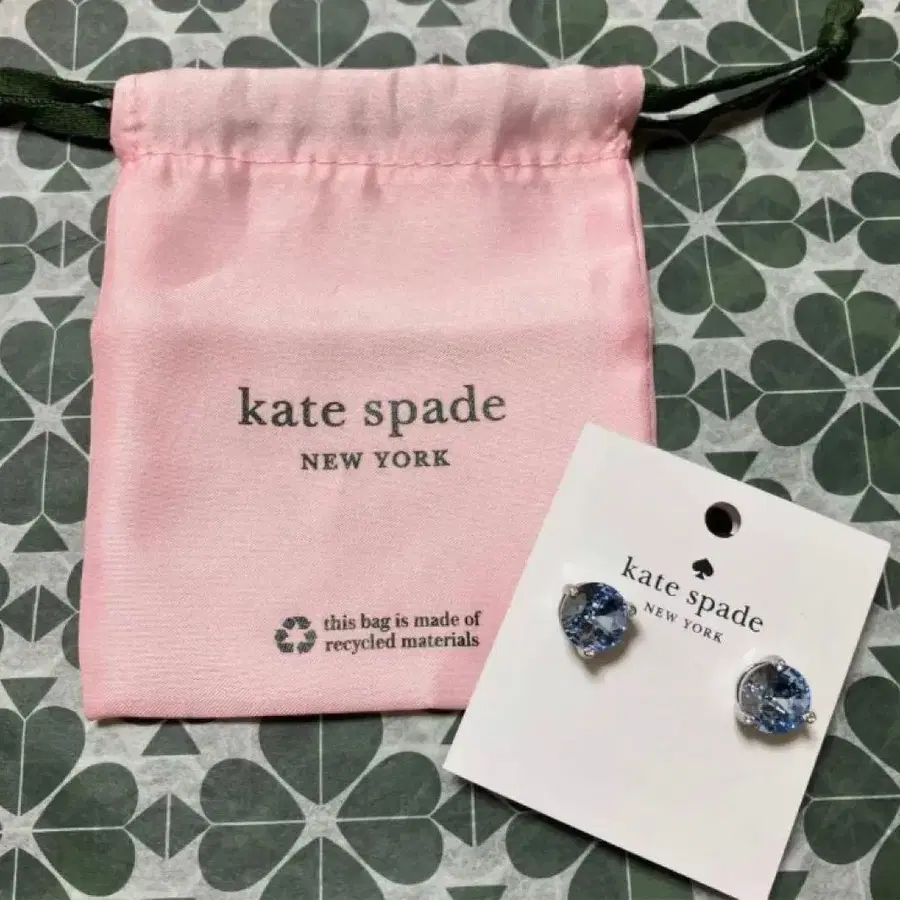 kate spade
NEW YORK
this bag is made of
recycled materials
kate spade
NEW YORK